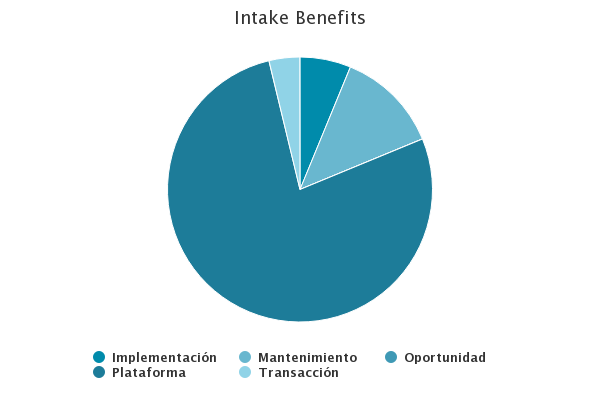 Intake Benefits
Implementación Mantenimiento Oportunidad
Plataforma Transacción